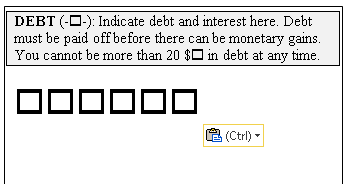 DEBT (-□-): Indicate debt and interest here. Debt
must be paid off before there can be monetary gains.
You cannot be more than 20 $□ in debt at any time.
□□□□□□
(Ctrl)